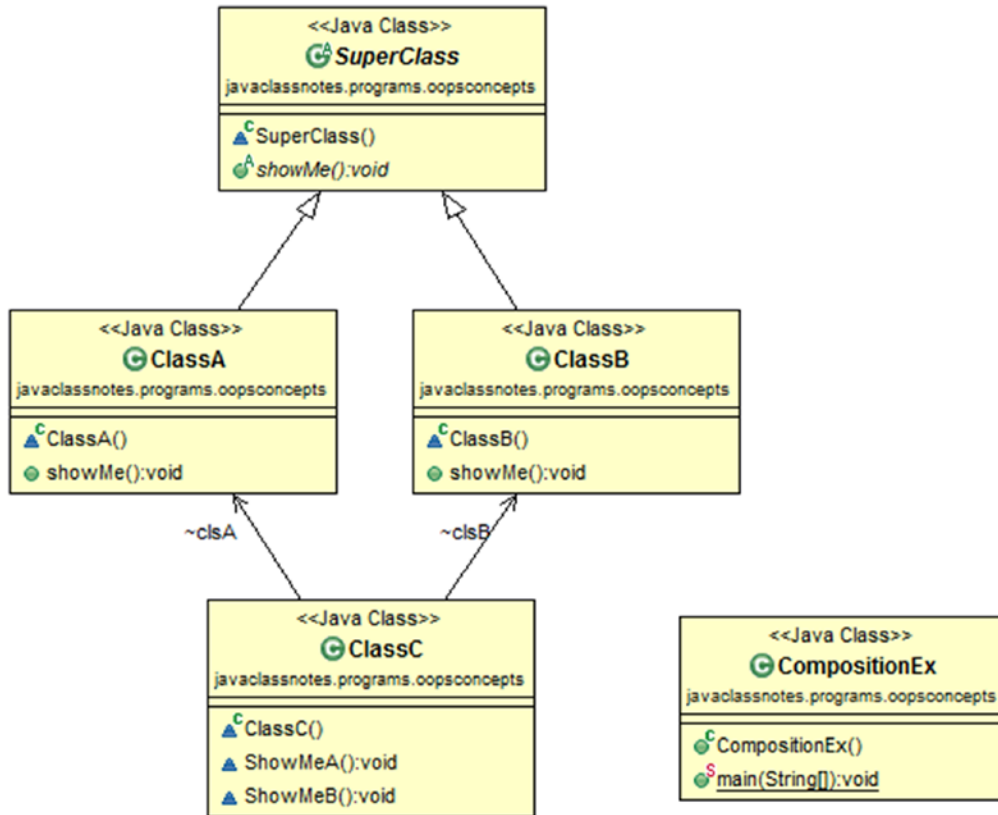 <<Java Class>>
SuperClass
javaclassnotes.programs.oopsconcepts
SuperClass()
showMe():void
<<Java Class>>
ClassA
javaclassnotes.programs.oopsconcepts
ClassA()
showMe():void
<<Java Class>>
ClassB
javaclassnotes.programs.oopsconcepts
ClassB()
showMe():void
~clsA
~clsB
<<Java Class>>
ClassC
javaclassnotes.programs.oopsconcepts
ClassC()
ShowMeA():void
ShowMeB():void
<<Java Class>>
CompositionEx
javaclassnotes.programs.oopsconcepts
CompositionEx()
main(String[]):void